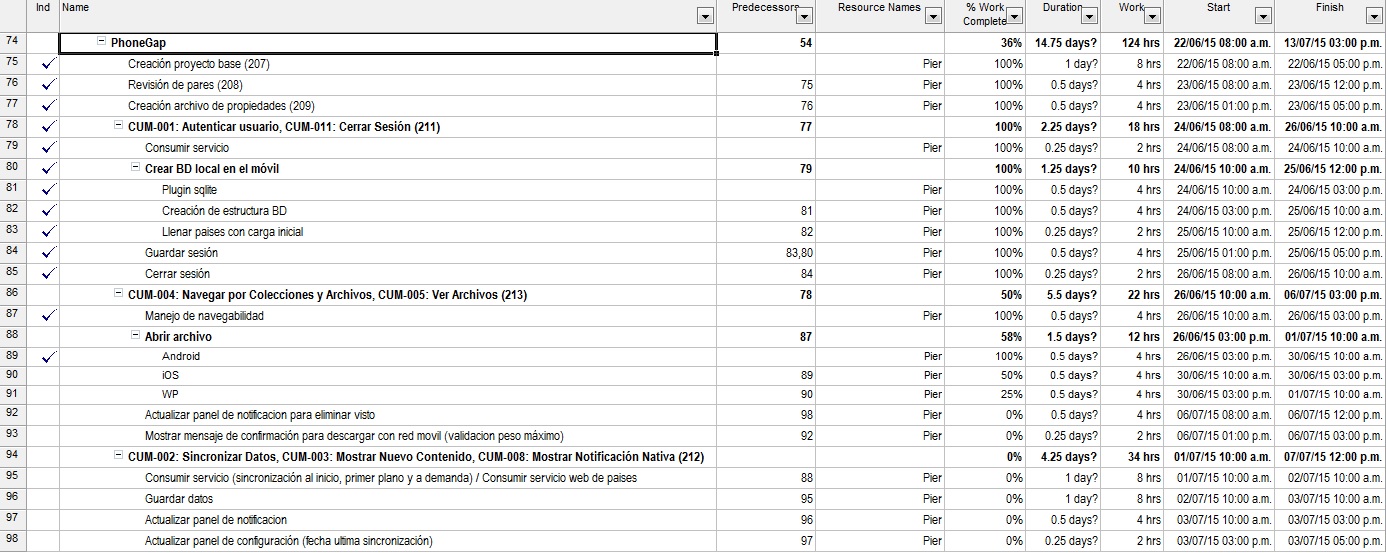 Ind Name Predecessors Resource Names % Work Complete Duration Work Start Finish
74 PhoneGap 54 36% 14.75 days? 124 hrs 22/06/15 08:00 a.m. 13/07/15 03:00 p.m.
75 Creación proyecto base (207) Pier 100% 1 day? 8 hrs 22/06/15 08:00 a.m. 22/06/15 05:00 p.m.
76 Revisión de pares (208) 75 Pier 100% 0.5 days? 4 hrs 23/06/15 08:00 a.m. 23/06/15 12:00 p.m.
77 Creación archivo de propiedades (209) 76 Pier 100% 0.5 days? 4 hrs 23/06/15 01:00 p.m. 23/06/15 05:00 p.m.
78 CUM-001: Autenticar usuario, CUM-011: Cerrar Sesión (211) 77 100% 2.25 days? 18 hrs 24/06/15 08:00 a.m. 26/06/15 10:00 a.m.
79 Consumir servicio Pier 100% 0.25 days? 2 hrs 24/06/15 08:00 a.m. 24/06/15 10:00 a.m.
80 Crear BD local en el móvil 79 100% 1.25 days? 10 hrs 24/06/15 10:00 a.m. 25/06/15 12:00 p.m.
81 Plugin sqlite Pier 100% 0.5 days? 4 hrs 24/06/15 10:00 a.m. 24/06/15 03:00 p.m.
82 Creación de estructura BD 81 Pier 100% 0.5 days? 4 hrs 24/06/15 03:00 p.m. 25/06/15 10:00 a.m.
83 Llenar paises con carga inicial 82 Pier 100% 0.25 days? 2 hrs 25/06/15 10:00 a.m. 25/06/15 12:00 p.m.
84 Guardar sesión 83,80 Pier 100% 0.5 days? 4 hrs 25/06/15 01:00 p.m. 25/06/15 05:00 p.m.
85 Cerrar sesión 84 Pier 100% 0.25 days? 2 hrs 26/06/15 08:00 a.m. 26/06/15 10:00 a.m.
86 CUM-004: Navegar por Colecciones y Archivos, CUM-005: Ver Archivos (213) 78 50% 5.5 days? 22 hrs 26/06/15 10:00 a.m. 06/07/15 03:00 p.m.
87 Manejo de navegabilidad Pier 100% 0.5 days? 4 hrs 26/06/15 10:00 a.m. 26/06/15 03:00 p.m.
88 Abrir archivo 87 58% 1.5 days? 12 hrs 26/06/15 03:00 p.m. 01/07/15 10:00 a.m.
89 Android Pier 100% 0.5 days? 4 hrs 26/06/15 03:00 p.m. 30/06/15 10:00 a.m.
90 iOS 89 Pier 50% 0.5 days? 4 hrs 30/06/15 10:00 a.m. 30/06/15 03:00 p.m.
91 WP 90 Pier 25% 0.5 days? 4 hrs 30/06/15 03:00 p.m. 01/07/15 10:00 a.m.
92 Actualizar panel de notificacion para eliminar visto 98 Pier 0% 0.5 days? 4 hrs 06/07/15 08:00 a.m. 06/07/15 12:00 p.m.
93 Mostrar mensaje de confirmación para descargar con red movil (validacion peso máximo) 92 Pier 0% 0.25 days? 2 hrs 06/07/15 01:00 p.m. 06/07/15 03:00 p.m.
94 CUM-002: Sincronizar Datos, CUM-003: Mostrar Nuevo Contenido, CUM-008: Mostrar Notificación Nativa (212) 0% 4.25 days? 34 hrs 01/07/15 10:00 a.m. 07/07/15 12:00 p.m.
95 Consumir servicio (sincronización al inicio, primer plano y a demanda) / Consumir servicio web de paises 88 Pier 0% 1 day? 8 hrs 01/07/15 10:00 a.m. 02/07/15 10:00 a.m.
96 Guardar datos 95 Pier 0% 1 day? 8 hrs 02/07/15 10:00 a.m. 03/07/15 10:00 a.m.
97 Actualizar panel de notificacion 96 Pier 0% 0.5 days? 4 hrs 03/07/15 10:00 a.m. 03/07/15 03:00 p.m.
98 Actualizar panel de configuración (fecha ultima sincronización) 97 Pier 0% 0.25 days? 2 hrs 03/07/15 03:00 p.m. 03/07/15 05:00 p.m.